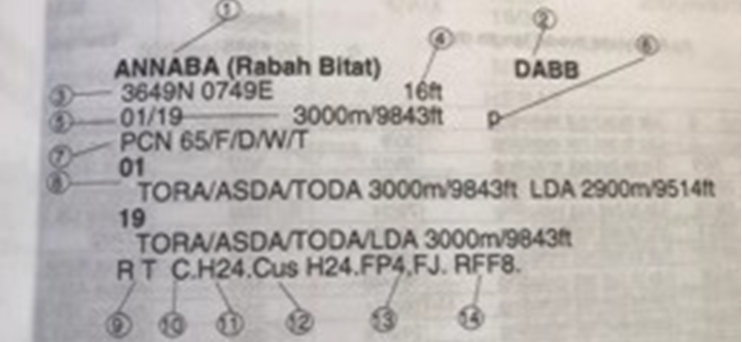 ① ②
④ ⑥
ANNABA (Rabah Bitat) DABB
③ 3649N 0749E 16ft
⑤ 01/19 3000m/9843ft p
⑦ PCN 65/F/D/W/T
01
⑧ TORA/ASDA/TODA 3000m/9843ft LDA 2900m/9514ft
19
TORA/ASDA/TODA/LDA 3000m/9843ft
R T C.H24.Cus H24.FP4,FJ. RFF8.
⑨ ⑩ ⑪ ⑫ ⑬ ⑭